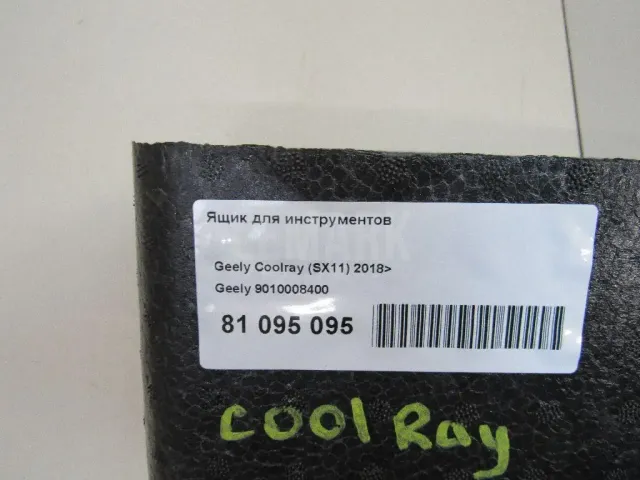 Ящик для инструментов
Geely Coolray (SX11) 2018>
Geely 9010008400
81 095 095
COOl Ray